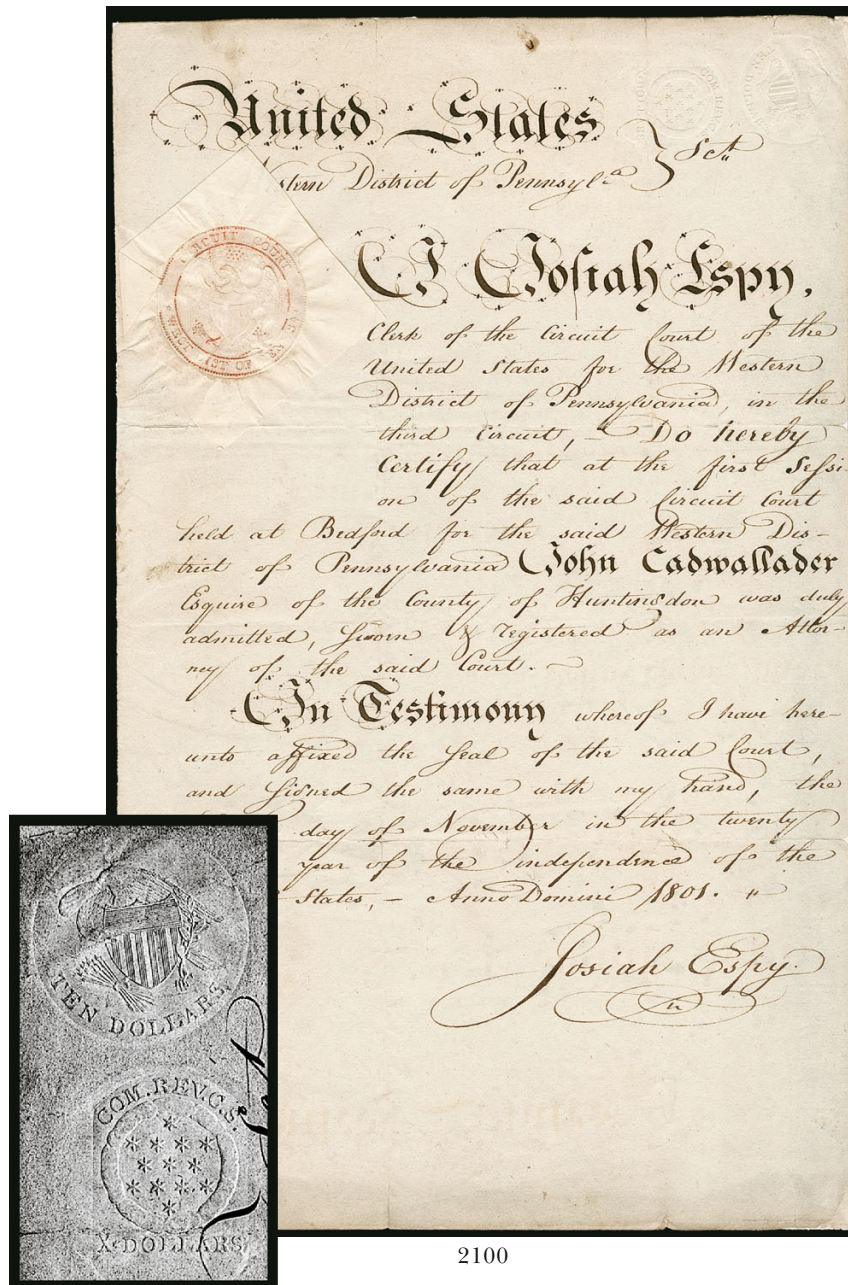 United States
stern District of Pennsylᵃ } Sct
CIRCUIT COURT
WEST
IST OF
I Josiah Espy,
Clerk of the Circuit Court of the
United States for the Western
District of Pennsylvania, in the
third Circuit, – Do hereby
Certify that at the first Sessi-
on of the said Circuit Court
held at Bedford for the said Western Dis-
trict of Pennsylvania John Cadwallader
Esquire of the County of Huntingdon was duly
admitted, sworn & registered as an Attor-
ney of the said Court. –
In Testimony whereof I have here-
unto affixed the Seal of the said Court,
and signed the same with my hand, the
day of November in the twenty
year of the independence of the
States, – Anno Domini 1801. "
Josiah Espy.
TEN DOLLARS.
COM. REV. C. S.
X DOLLARS
2100